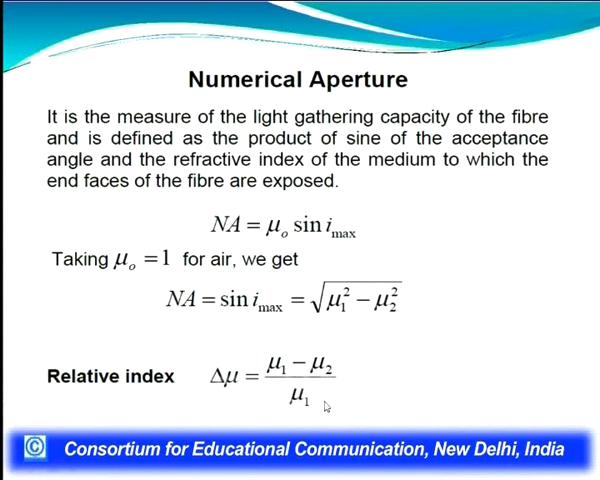 Numerical Aperture
It is the measure of the light gathering capacity of the fibre
and is defined as the product of sine of the acceptance
angle and the refractive index of the medium to which the
end faces of the fibre are exposed.
NA = μₒ sin i_max
Taking μₒ = 1 for air, we get
NA = sin i_max = √(μ₁² − μ₂²)
Relative index Δμ = (μ₁ − μ₂) / μ₁
© Consortium for Educational Communication, New Delhi, India